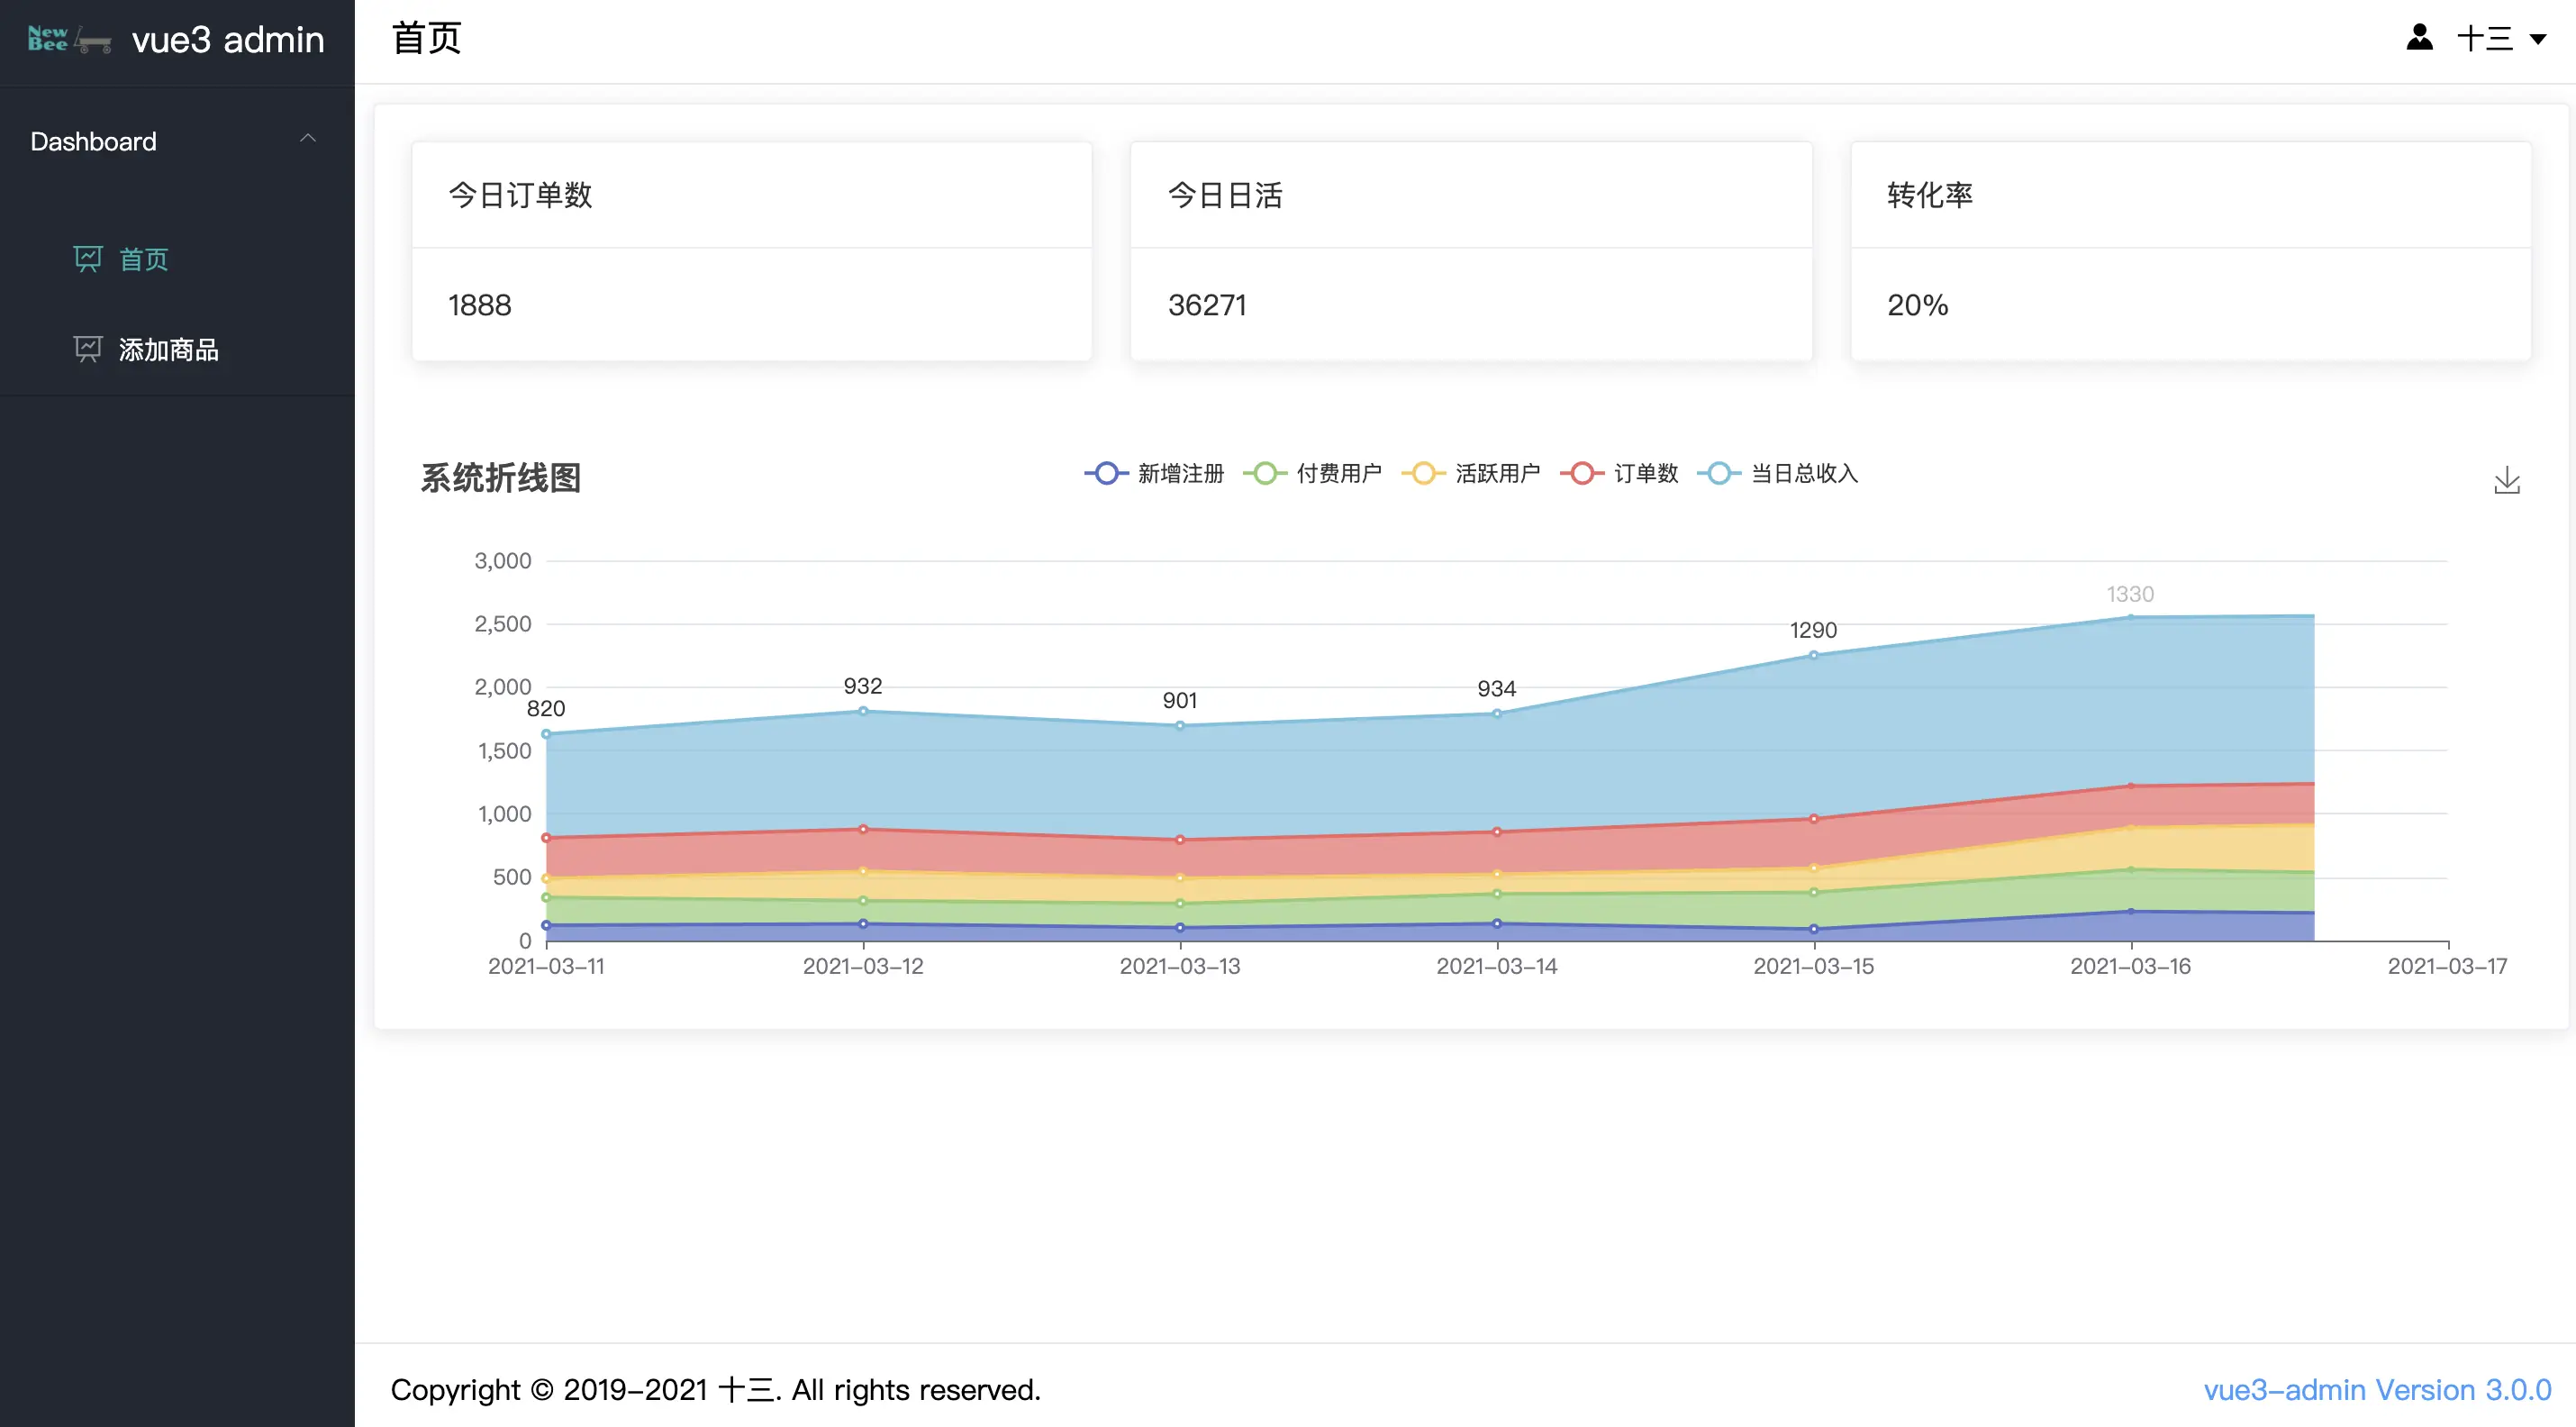 New Bee vue3 admin
首页
十三
Dashboard
首页
添加商品
今日订单数
1888
今日日活
36271
转化率
20%
系统折线图
新增注册 付费用户 活跃用户 订单数 当日总收入
3,000
2,500
2,000
1,500
1,000
500
0
820
932
901
934
1290
1330
2021-03-11 2021-03-12 2021-03-13 2021-03-14 2021-03-15 2021-03-16 2021-03-17
Copyright © 2019-2021 十三. All rights reserved.
vue3-admin Version 3.0.0